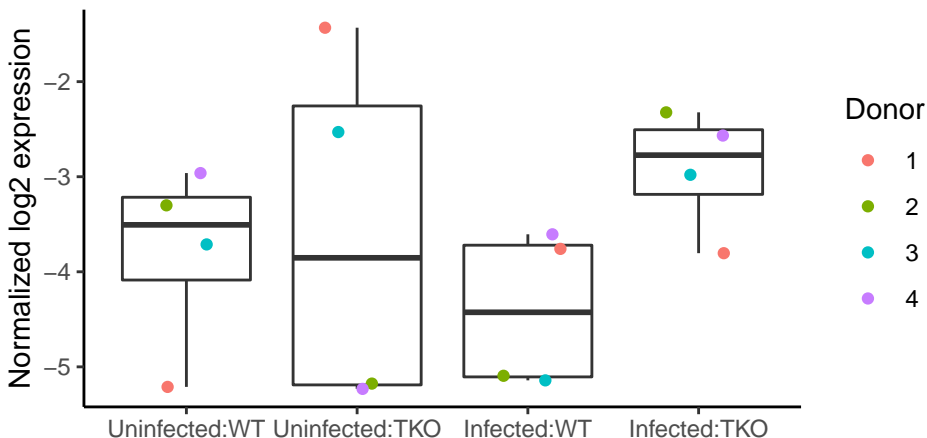 Normalized log2 expression
−2
−3
−4
−5
Uninfected:WT Uninfected:TKO Infected:WT Infected:TKO
Donor
1
2
3
4